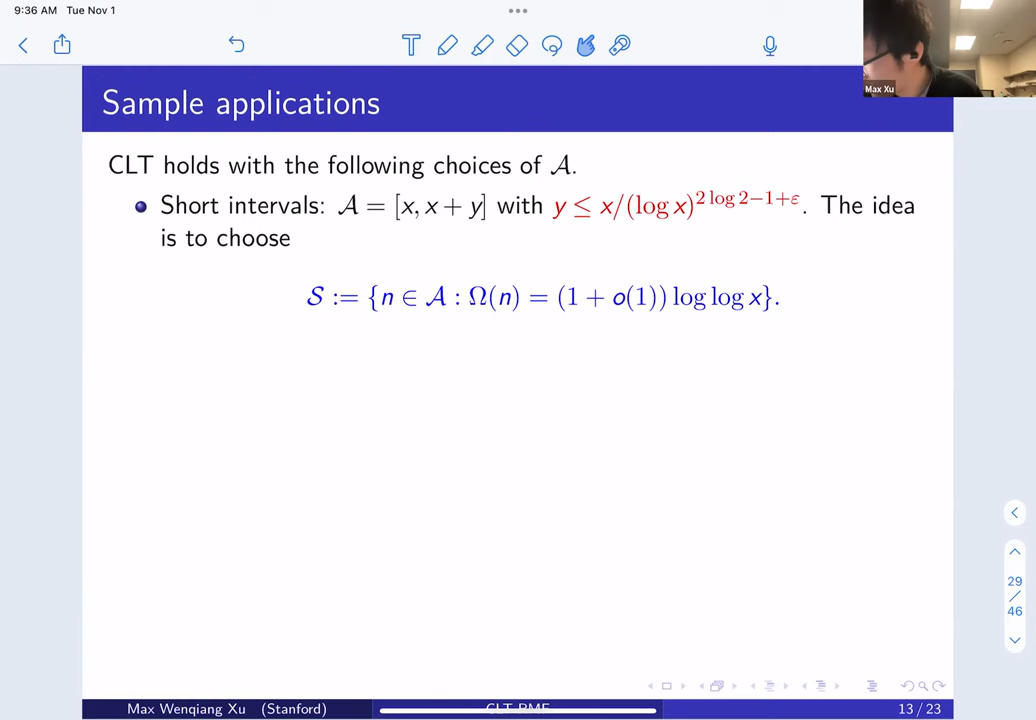 9:36 AM Tue Nov 1
Max Xu
Sample applications
CLT holds with the following choices of 𝒜.
Short intervals: 𝒜 = [x, x + y] with y ≤ x/(log x)^{2 log 2−1+ε}. The idea
is to choose
𝒮 := {n ∈ 𝒜 : Ω(n) = (1 + o(1)) log log x}.
29
/
46
Max Wenqiang Xu (Stanford)
CLT RMF
13 / 23